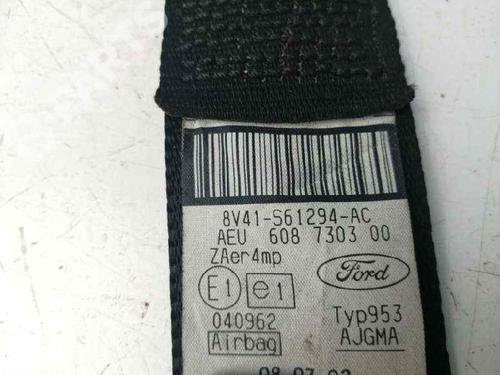 8V41-S61294-AC
AEU 608 7303 00
ZAer4mp
E1 e1 Ford
040962 Typ953
Airbag AJGMA